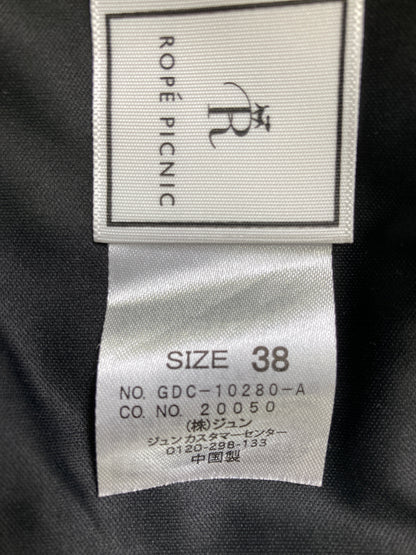 R
ROPÉ PICNIC
SIZE 38
NO. GDC-10280-A
CO. NO. 20050
(株)ジュン
ジュンカスタマーセンター
0120-298-133
中国製